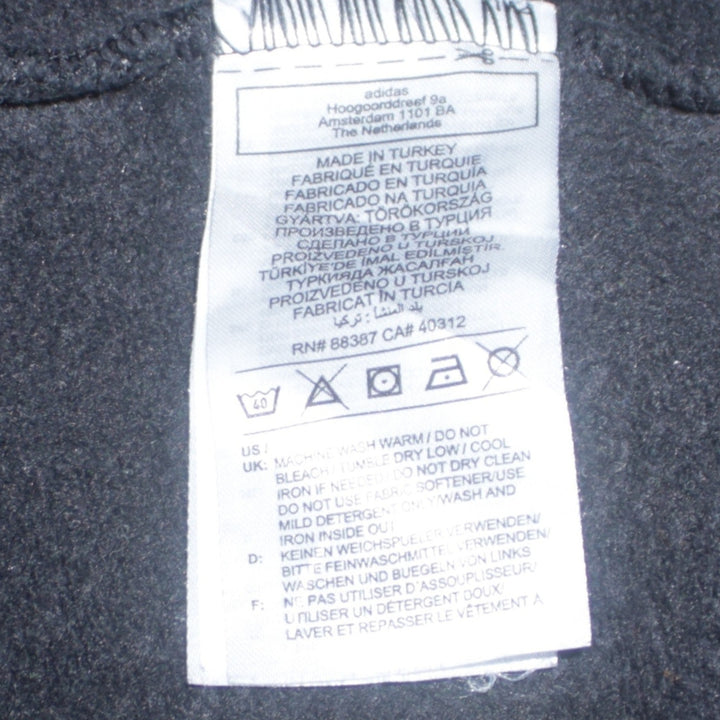 adidas
Hoogoorddreef 9a
Amsterdam 1101 BA
The Netherlands
MADE IN TURKEY
FABRIQUÉ EN TURQUIE
FABRICADO EN TURQUÍA
FABRICADO NA TURQUIA
GYÁRTVA: TÖRÖKORSZÁG
ПРОИЗВЕДЕНО В ТУРЦИЯ
СДЕЛАНО В ТУРЦИИ
PROIZVEDENO U TURSKOJ
TÜRKİYE'DE İMAL EDİLMİŞTİR
ТУРКИЯДА ЖАСАЛҒАН
PROIZVEDENO U TURSKOJ
FABRICAT ÎN TURCIA
بلد المنشأ : تركيا
RN# 88387 CA# 40312
40
US /
UK: MACHINE WASH WARM / DO NOT
BLEACH / TUMBLE DRY LOW / COOL
IRON IF NEEDED / DO NOT DRY CLEAN
DO NOT USE FABRIC SOFTENER/USE
MILD DETERGENT ONLY/WASH AND
IRON INSIDE OUT
D: KEINEN WEICHSPUELER VERWENDEN/
BITTE FEINWASCHMITTEL VERWENDEN/
WASCHEN UND BUEGELN VON LINKS
F: NE PAS UTILISER D'ASSOUPLISSEUR/
UTILISER UN DETERGENT DOUX/
LAVER ET REPASSER LE VÊTEMENT A